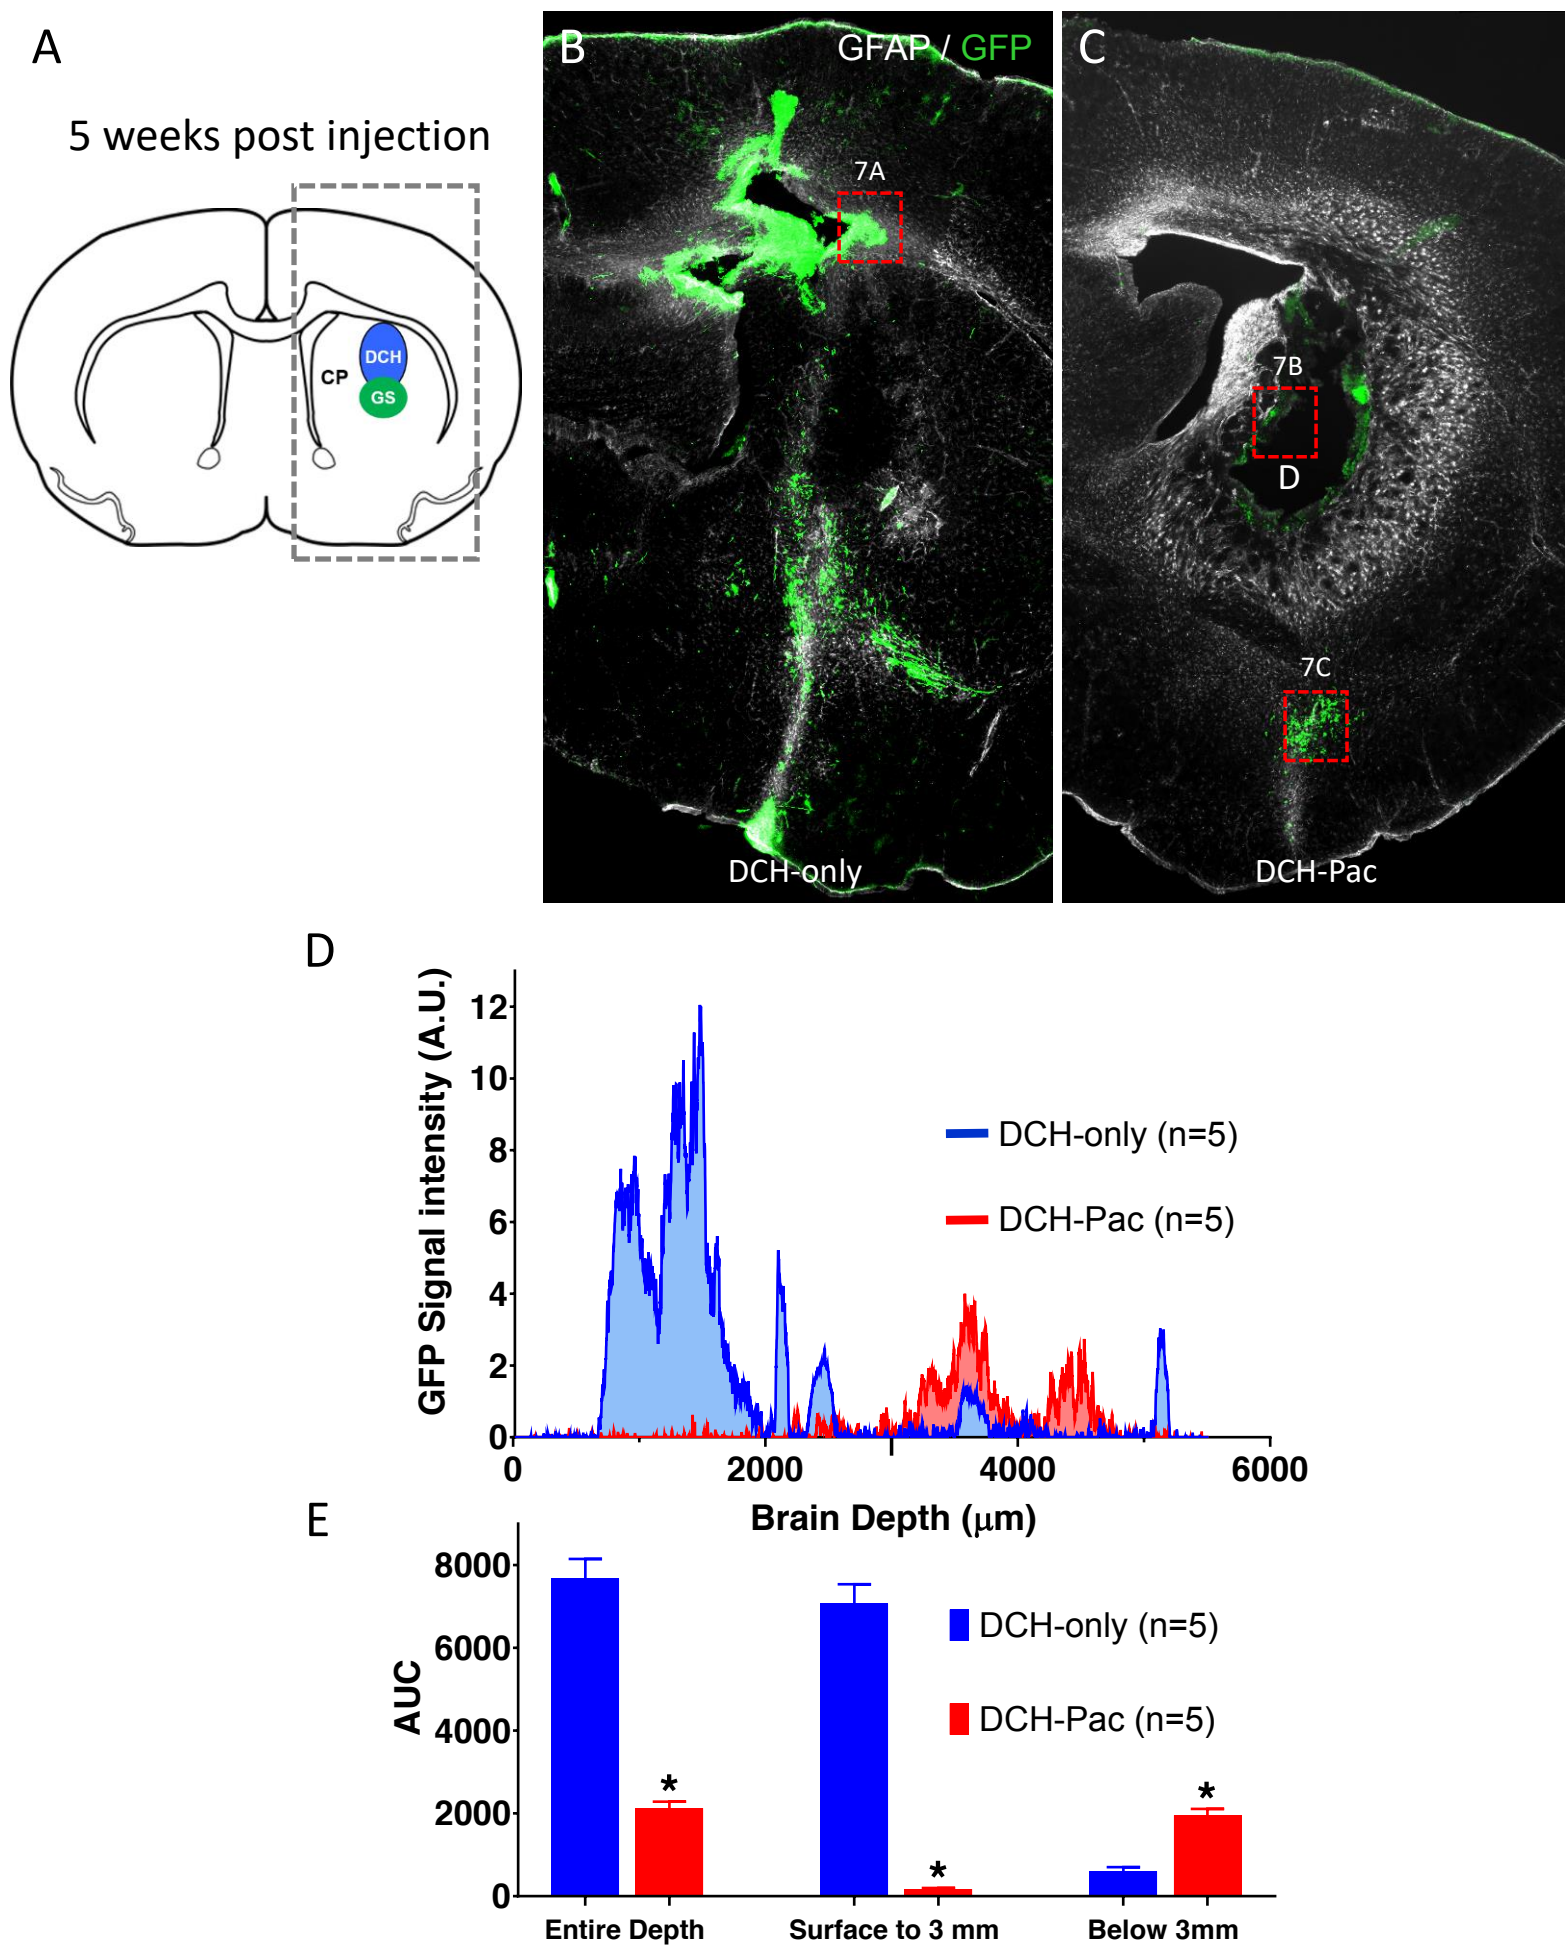 A
5 weeks post injection
DCH
CP
GS
B
GFAP / GFP
7A
DCH-only
C
7B
D
7C
DCH-Pac
D
GFP Signal intensity (A.U.)
12
10
8
6
4
2
0
DCH-only (n=5)
DCH-Pac (n=5)
0 2000 4000 6000
Brain Depth (μm)
E
AUC
8000
6000
4000
2000
0
DCH-only (n=5)
DCH-Pac (n=5)
*
*
*
Entire Depth Surface to 3 mm Below 3mm